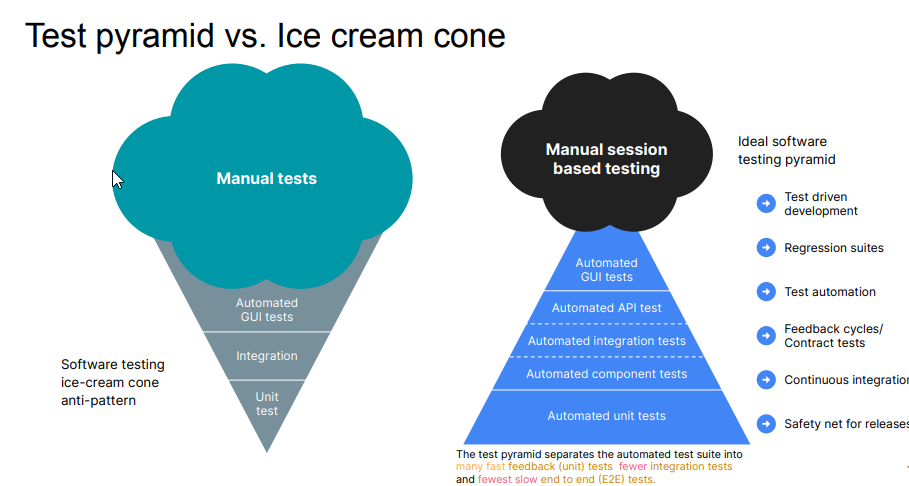 Test pyramid vs. Ice cream cone
Manual tests
Automated
GUI tests
Integration
Unit
test
Software testing
ice-cream cone
anti-pattern
Manual session
based testing
Automated
GUI tests
Automated API test
Automated integration tests
Automated component tests
Automated unit tests
The test pyramid separates the automated test suite into
many fast feedback (unit) tests fewer integration tests
and fewest slow end to end (E2E) tests.
Ideal software
testing pyramid
Test driven
development
Regression suites
Test automation
Feedback cycles/
Contract tests
Continuous integration
Safety net for releases